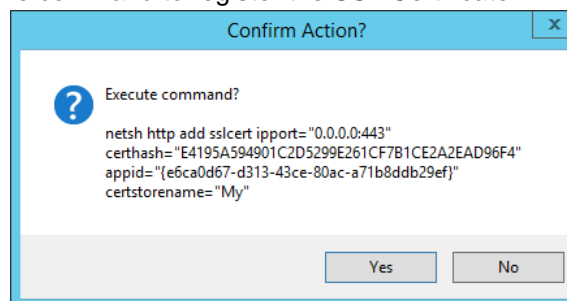 Confirm Action?
x
Execute command?
netsh http add sslcert ipport="0.0.0.0:443"
certhash="E4195A594901C2D5299E261CF7B1CE2A2EAD96F4"
appid="{e6ca0d67-d313-43ce-80ac-a71b8ddb29ef}"
certstorename="My"
Yes
No